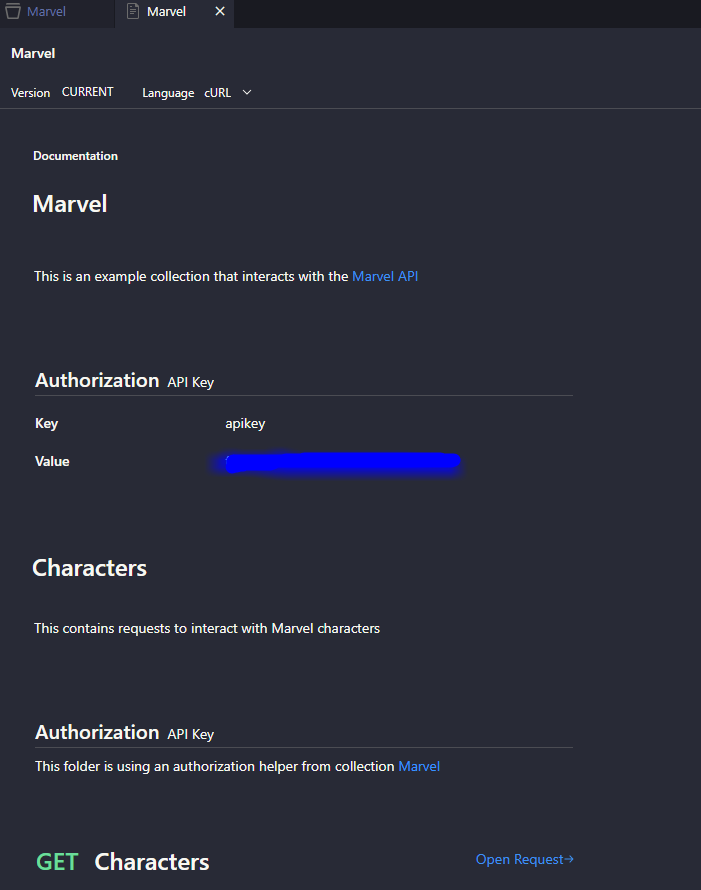 Marvel Marvel
Marvel
Version CURRENT Language cURL
Documentation
Marvel
This is an example collection that interacts with the Marvel API
Authorization API Key
Key apikey
Value
Characters
This contains requests to interact with Marvel characters
Authorization API Key
This folder is using an authorization helper from collection Marvel
GET Characters Open Request→